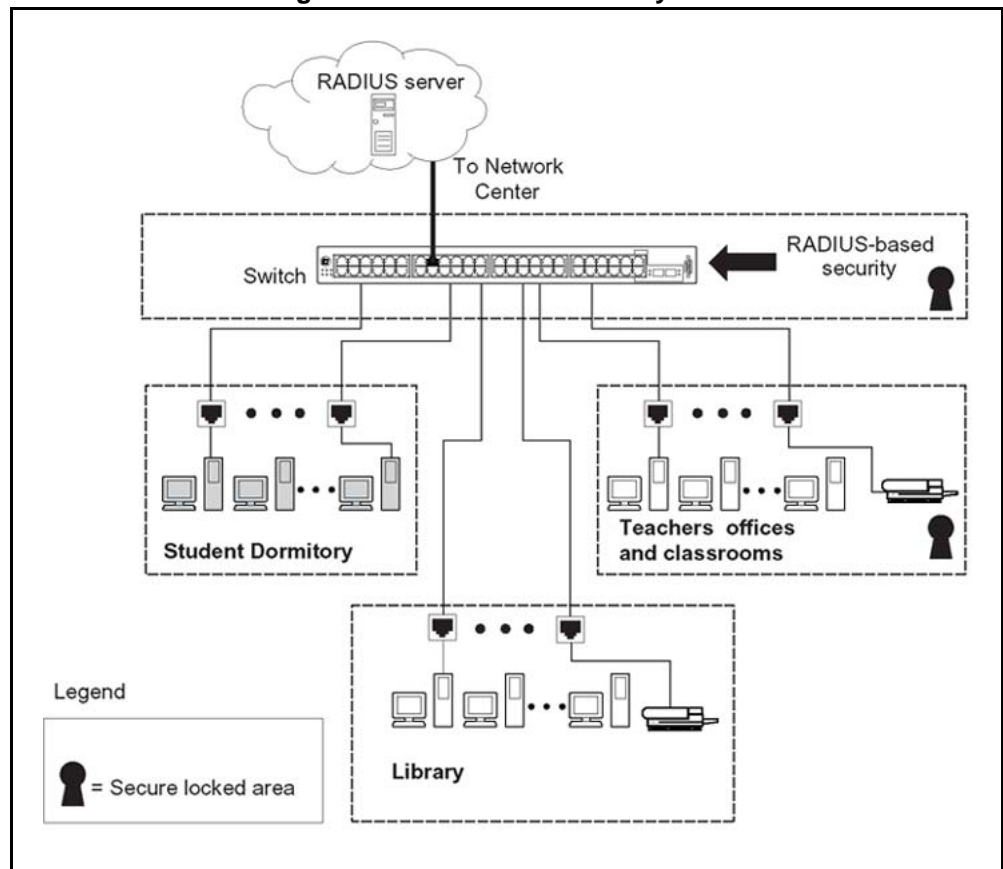 RADIUS server
To Network
Center
RADIUS-based
security
Switch
Student Dormitory
Teachers offices
and classrooms
Library
Legend
= Secure locked area